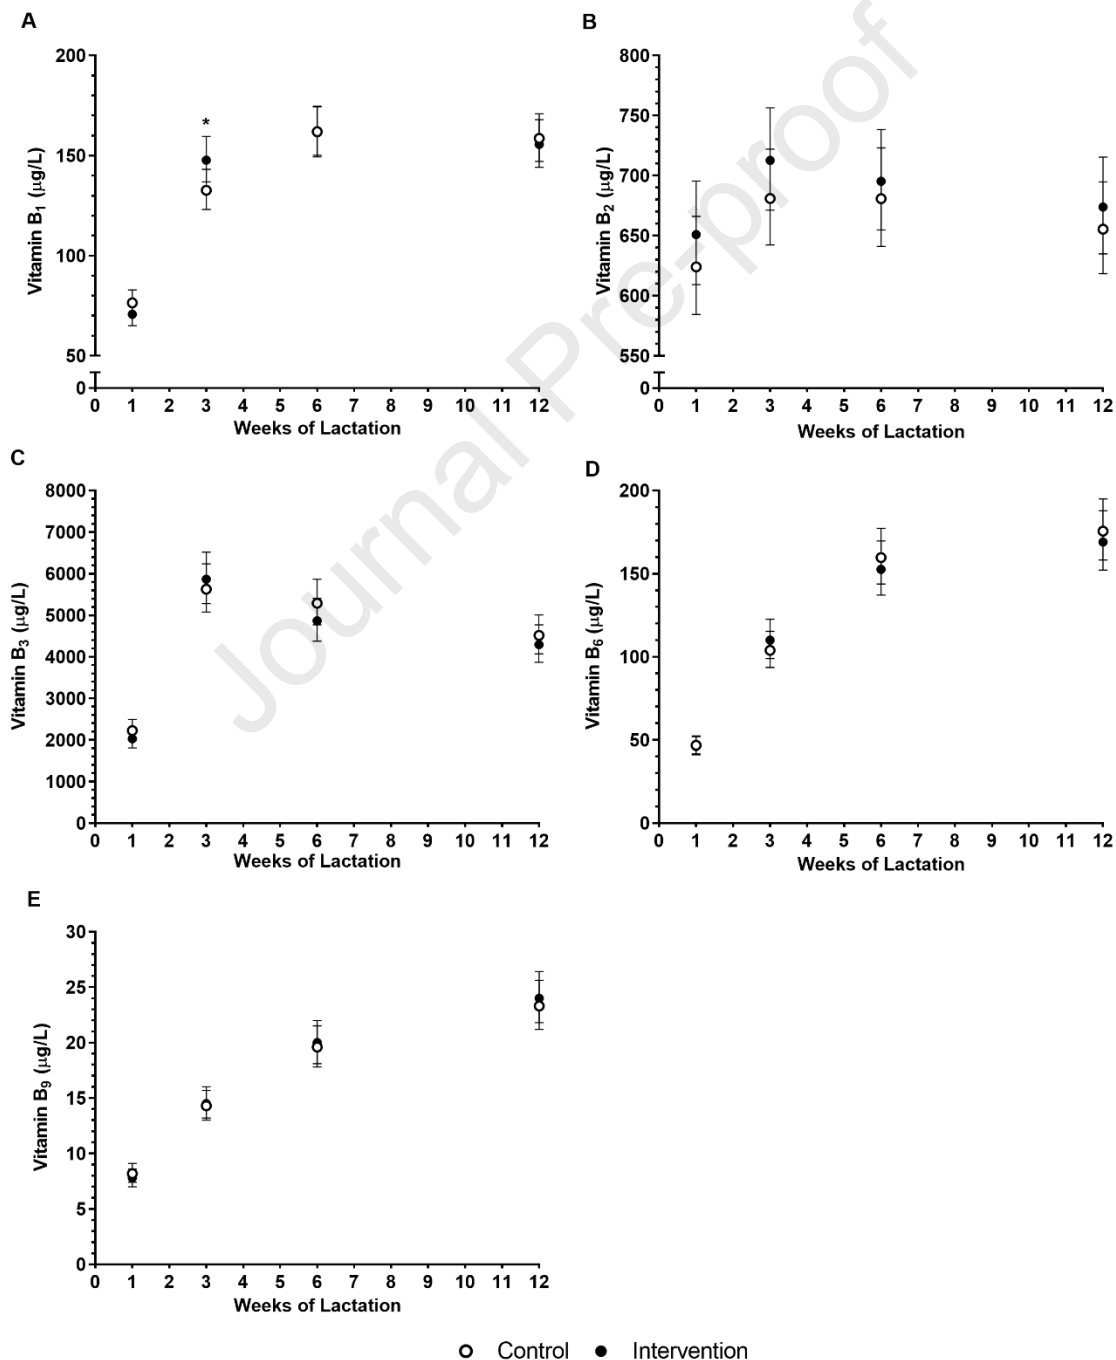 A
Vitamin B1 (µg/L)
200
150
100
50
0
*
0 1 2 3 4 5 6 7 8 9 10 11 12
Weeks of Lactation
B
Vitamin B2 (µg/L)
800
750
700
650
600
550
0
0 1 2 3 4 5 6 7 8 9 10 11 12
Weeks of Lactation
C
Vitamin B3 (µg/L)
8000
7000
6000
5000
4000
3000
2000
1000
0
0 1 2 3 4 5 6 7 8 9 10 11 12
Weeks of Lactation
D
Vitamin B6 (µg/L)
200
150
100
50
0
0 1 2 3 4 5 6 7 8 9 10 11 12
Weeks of Lactation
E
Vitamin B9 (µg/L)
30
25
20
15
10
5
0
0 1 2 3 4 5 6 7 8 9 10 11 12
Weeks of Lactation
Control Intervention
Journal Pre-proof